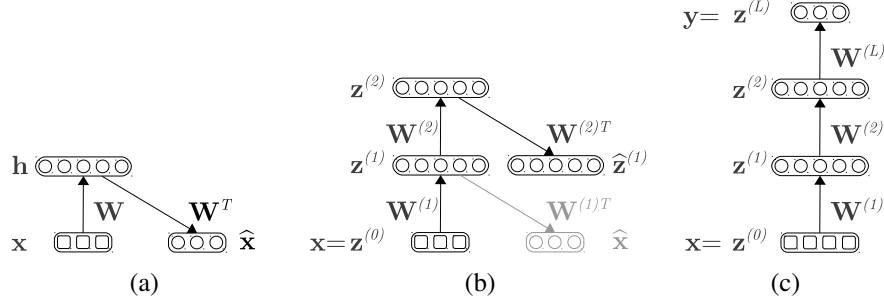 y= z^(L)
W^(L)
z^(2)
z^(2)
W^(2)
W^(2)T
W^(2)
h
z^(1)
ẑ^(1)
z^(1)
W
W^T
W^(1)
W^(1)T
W^(1)
x
x̂
x= z^(0)
x̂
x= z^(0)
(a)
(b)
(c)